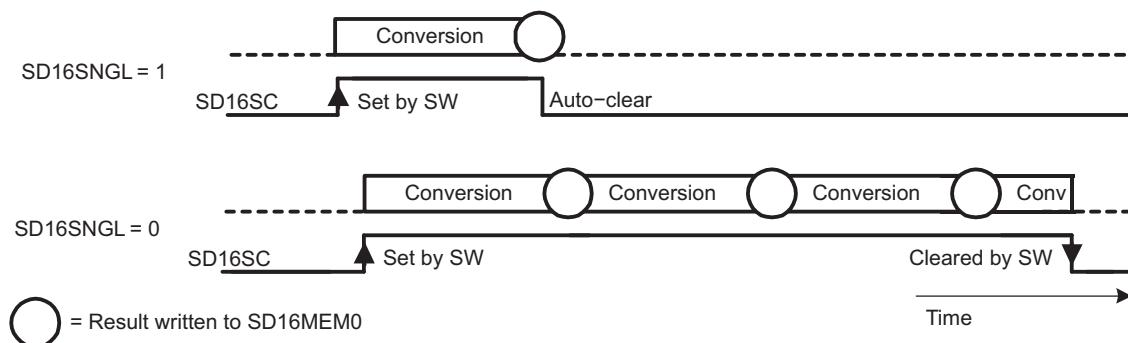 Conversion
SD16SNGL = 1
SD16SC
Set by SW
Auto−clear
Conversion
Conversion
Conversion
Conv
SD16SNGL = 0
SD16SC
Set by SW
Cleared by SW
= Result written to SD16MEM0
Time